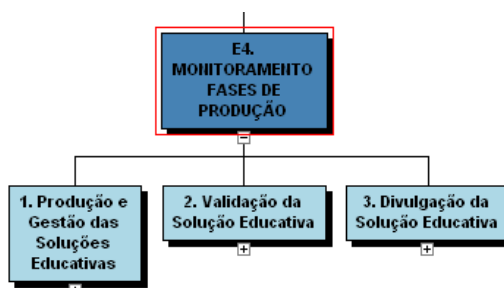 E4.
MONITORAMENTO
FASES DE
PRODUÇÃO
1. Produção e
Gestão das
Soluções
Educativas
2. Validação da
Solução Educativa
3. Divulgação da
Solução Educativa